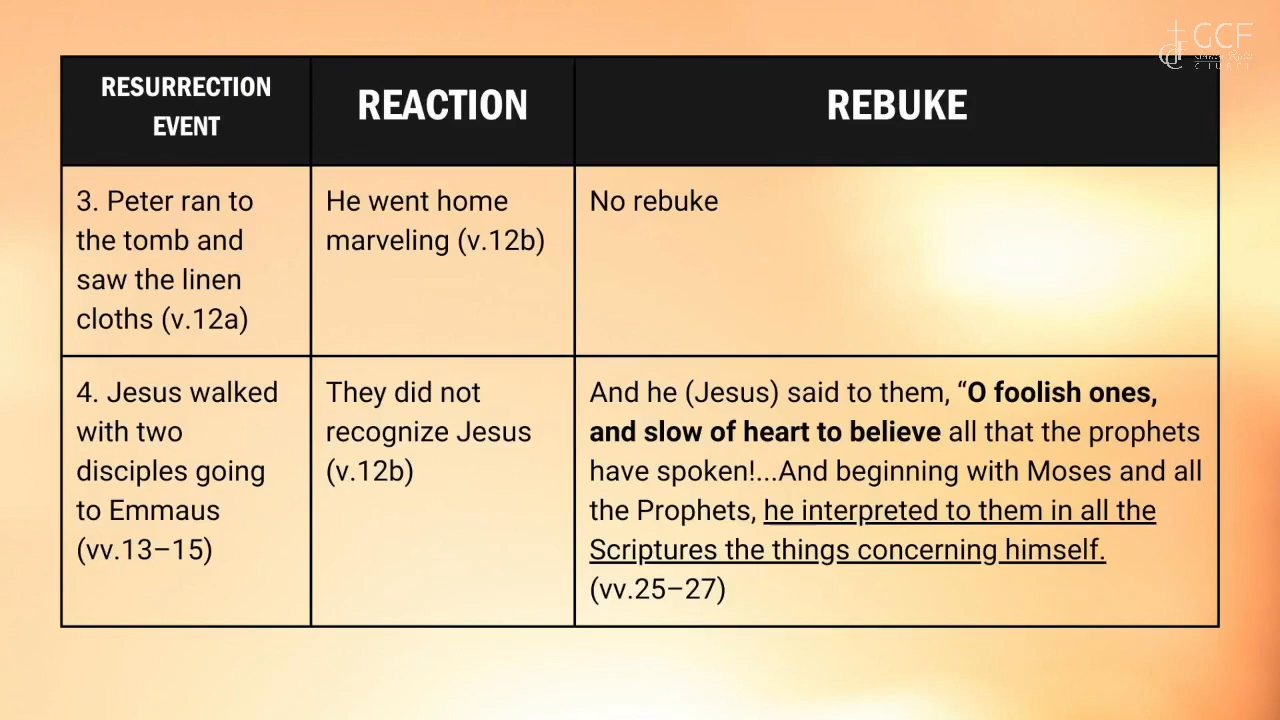 GCF
RESURRECTION
EVENT
REACTION
REBUKE
3. Peter ran to
the tomb and
saw the linen
cloths (v.12a)
He went home
marveling (v.12b)
No rebuke
4. Jesus walked
with two
disciples going
to Emmaus
(vv.13–15)
They did not
recognize Jesus
(v.12b)
And he (Jesus) said to them, “O foolish ones,
and slow of heart to believe all that the prophets
have spoken!...And beginning with Moses and all
the Prophets, he interpreted to them in all the
Scriptures the things concerning himself.
(vv.25–27)